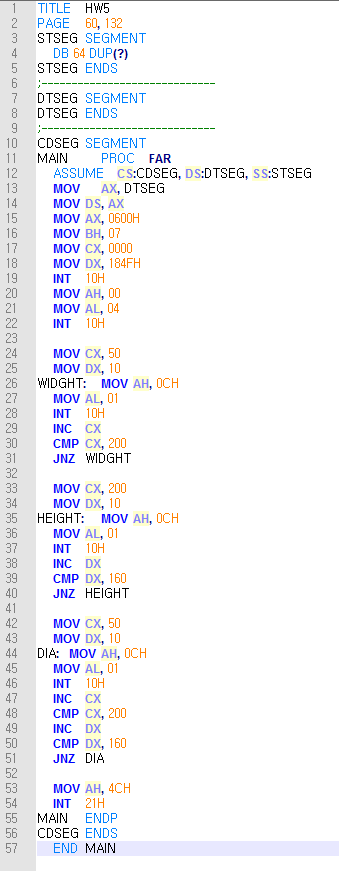 1 TITLE HW5
2 PAGE 60, 132
3 STSEG SEGMENT
4 DB 64 DUP(?)
5 STSEG ENDS
6 ;-----------------------------
7 DTSEG SEGMENT
8 DTSEG ENDS
9 ;-----------------------------
10 CDSEG SEGMENT
11 MAIN PROC FAR
12 ASSUME CS:CDSEG, DS:DTSEG, SS:STSEG
13 MOV AX, DTSEG
14 MOV DS, AX
15 MOV AX, 0600H
16 MOV BH, 07
17 MOV CX, 0000
18 MOV DX, 184FH
19 INT 10H
20 MOV AH, 00
21 MOV AL, 04
22 INT 10H
23
24 MOV CX, 50
25 MOV DX, 10
26 WIDGHT: MOV AH, 0CH
27 MOV AL, 01
28 INT 10H
29 INC CX
30 CMP CX, 200
31 JNZ WIDGHT
32
33 MOV CX, 200
34 MOV DX, 10
35 HEIGHT: MOV AH, 0CH
36 MOV AL, 01
37 INT 10H
38 INC DX
39 CMP DX, 160
40 JNZ HEIGHT
41
42 MOV CX, 50
43 MOV DX, 10
44 DIA: MOV AH, 0CH
45 MOV AL, 01
46 INT 10H
47 INC CX
48 CMP CX, 200
49 INC DX
50 CMP DX, 160
51 JNZ DIA
52
53 MOV AH, 4CH
54 INT 21H
55 MAIN ENDP
56 CDSEG ENDS
57 END MAIN